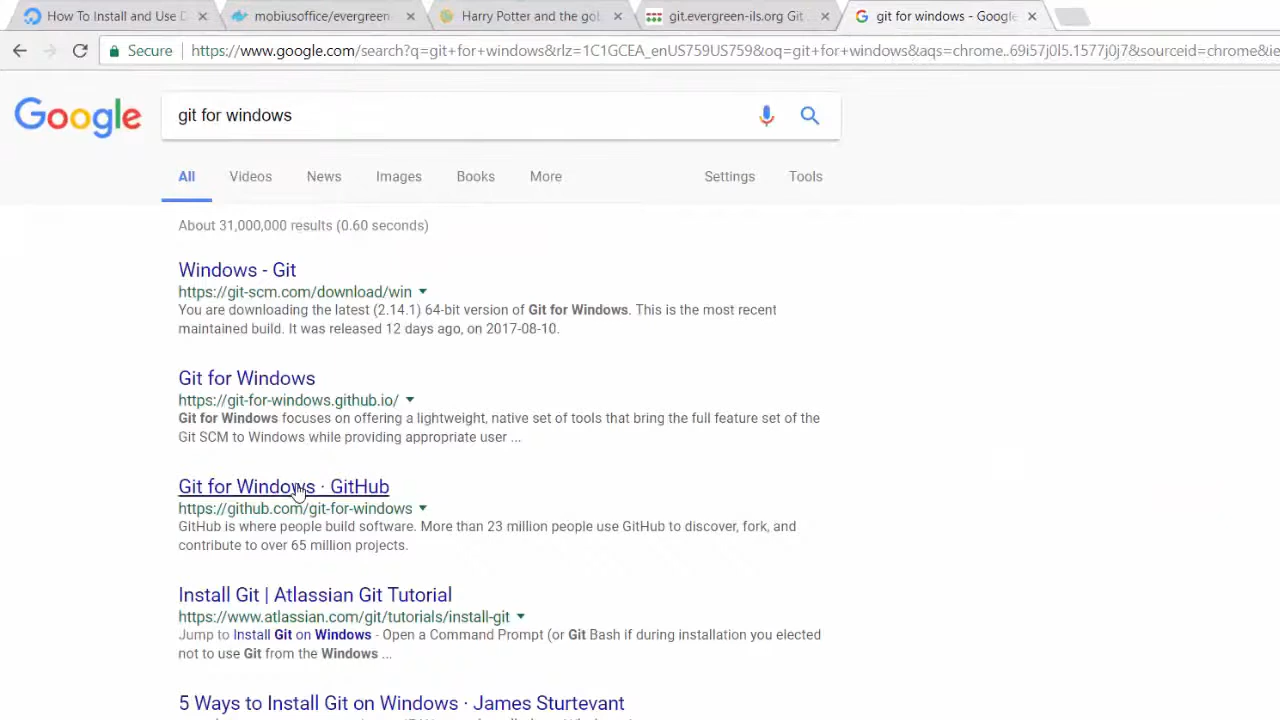 How To Install and Use D
mobiusoffice/evergreen-
Harry Potter and the gob
git.evergreen-ils.org Git
git for windows - Google
Secure
https://www.google.com/search?q=git+for+windows&rlz=1C1GCEA_enUS759US759&oq=git+for+windows&aqs=chrome..69i57j0l5.1577j0j7&sourceid=chrome&ie
Google
git for windows
All Videos News Images Books More Settings Tools
About 31,000,000 results (0.60 seconds)
Windows - Git
https://git-scm.com/download/win
You are downloading the latest (2.14.1) 64-bit version of Git for Windows. This is the most recent
maintained build. It was released 12 days ago, on 2017-08-10.
Git for Windows
https://git-for-windows.github.io/
Git for Windows focuses on offering a lightweight, native set of tools that bring the full feature set of the
Git SCM to Windows while providing appropriate user ...
Git for Windows · GitHub
https://github.com/git-for-windows
GitHub is where people build software. More than 23 million people use GitHub to discover, fork, and
contribute to over 65 million projects.
Install Git | Atlassian Git Tutorial
https://www.atlassian.com/git/tutorials/install-git
Jump to Install Git on Windows - Open a Command Prompt (or Git Bash if during installation you elected
not to use Git from the Windows ...
5 Ways to Install Git on Windows · James Sturtevant